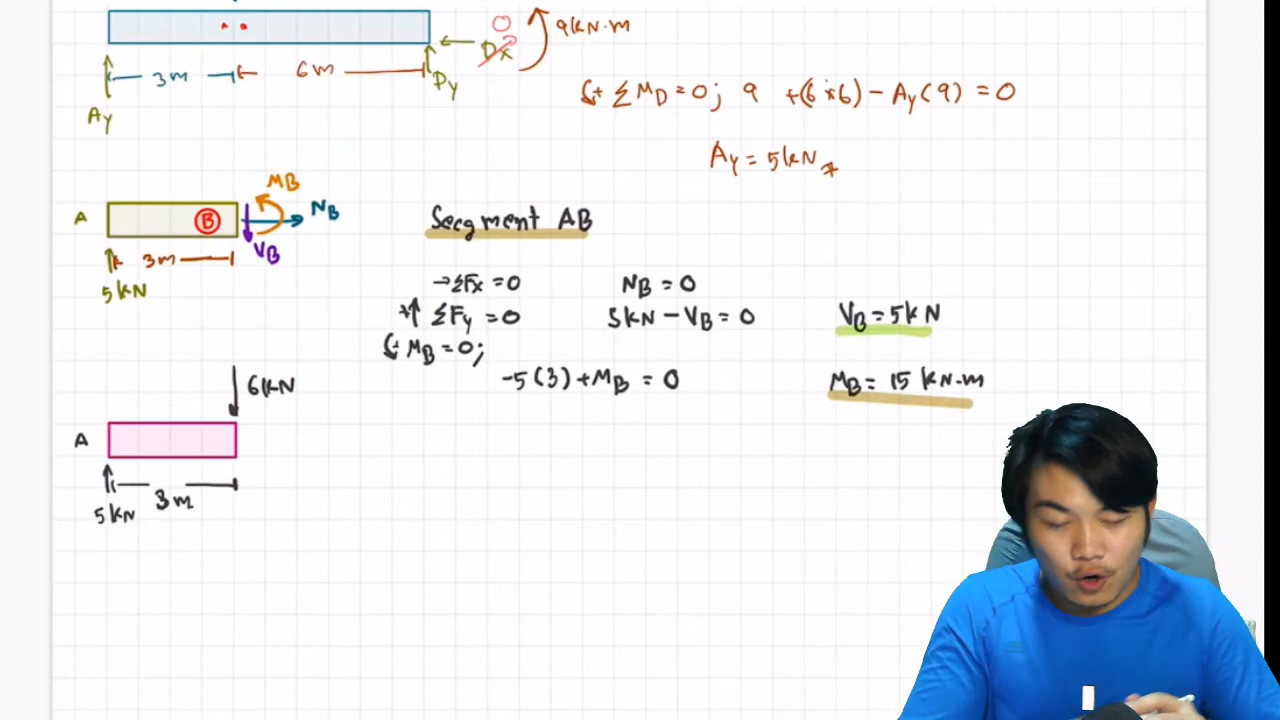 0
9kN·m
Dx
3m 6m
Dy
Ay
↺+ ΣMD = 0; 9 +(6*6) - Ay(9) = 0
Ay = 5kN
MB
A B NB
VB
3m
5kN
Secgment AB
→ΣFx = 0 NB = 0
+↑ ΣFy = 0 5kN - VB = 0 VB = 5kN
↺+ MB = 0;
-5(3) + MB = 0 MB = 15 kN·m
6kN
A
3m
5kN